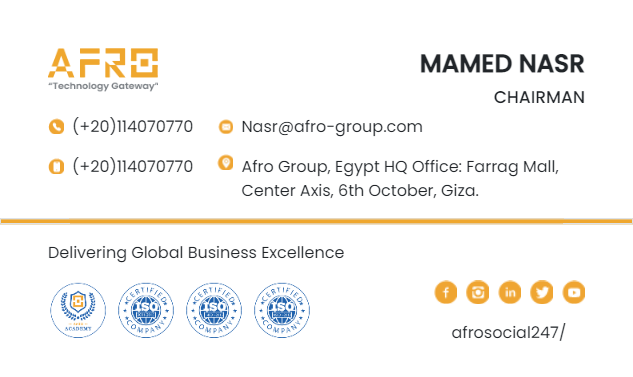 AFRO
"Technology Gateway"
MAMED NASR
CHAIRMAN
(+20)114070770
Nasr@afro-group.com
(+20)114070770
Afro Group, Egypt HQ Office: Farrag Mall,
Center Axis, 6th October, Giza.
Delivering Global Business Excellence
ACADEMY
CERTIFIED
ISO
COMPANY
CERTIFIED
ISO
COMPANY
CERTIFIED
ISO
COMPANY
afrosocial247/